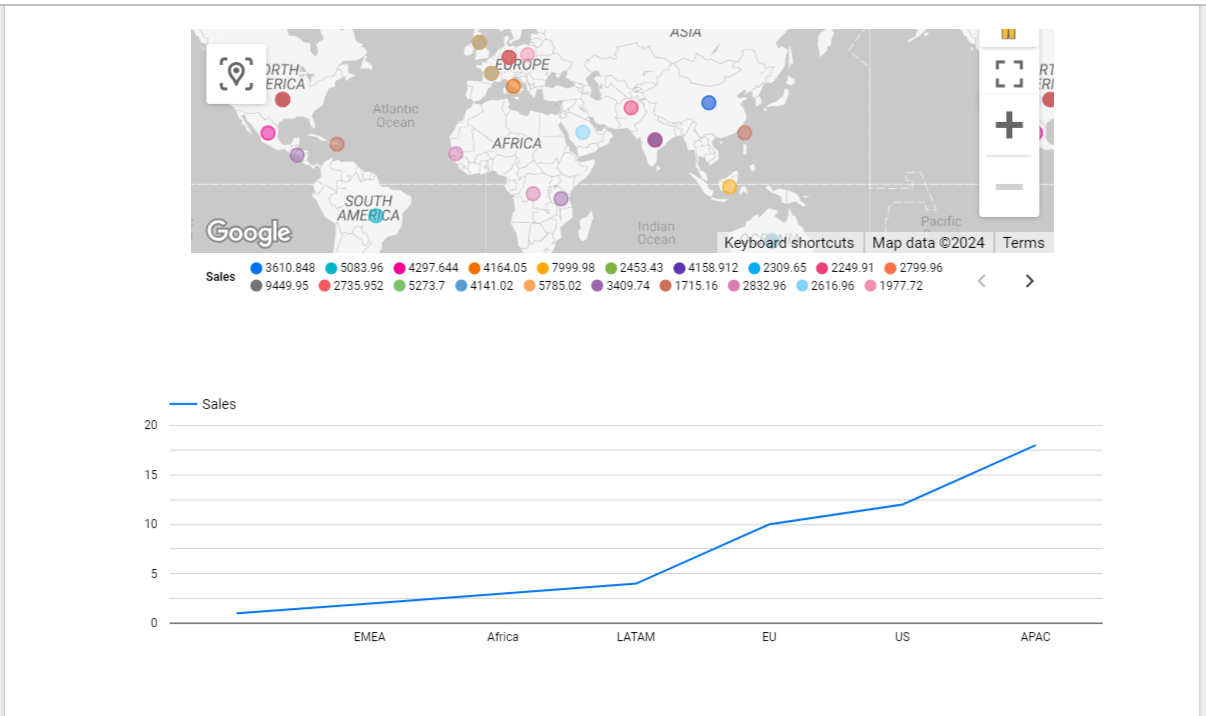 ASIA
NORTH
AMERICA
EUROPE
Atlantic
Ocean
AFRICA
SOUTH
AMERICA
Indian
Ocean
Pacific
Google
Keyboard shortcuts
Map data ©2024
Terms
Sales
3610.848 5083.96 4297.644 4164.05 7999.98 2453.43 4158.912 2309.65 2249.91 2799.96
9449.95 2735.952 5273.7 4141.02 5785.02 3409.74 1715.16 2832.96 2616.96 1977.72
Sales
20
15
10
5
0
EMEA Africa LATAM EU US APAC